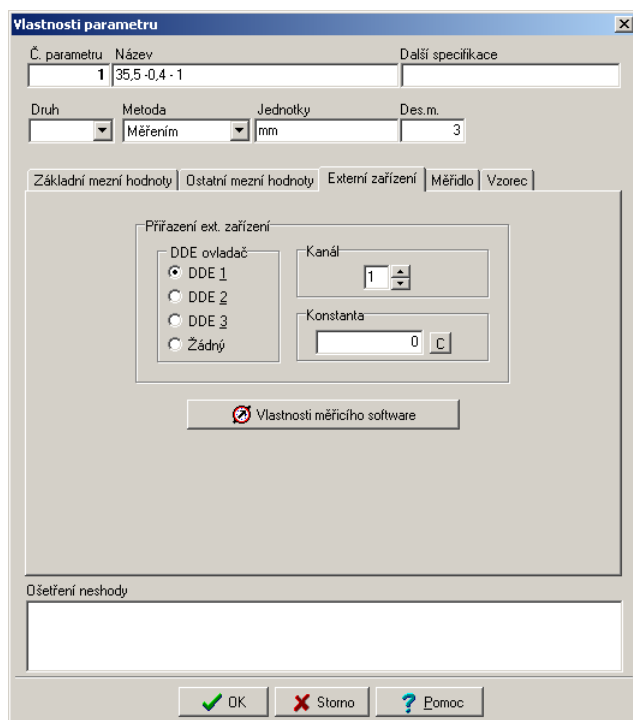 Vlastnosti parametru
Č. parametru Název Další specifikace
1 35,5 -0,4 - 1
Druh Metoda Jednotky Des.m.
Měřením mm 3
Základní mezní hodnoty Ostatní mezní hodnoty Externí zařízení Měřidlo Vzorec
Přiřazení ext. zařízení
DDE ovladač
DDE 1
DDE 2
DDE 3
Žádný
Kanál
1
Konstanta
0 C
Vlastnosti měřicího software
Ošetření neshody
OK Storno Pomoc